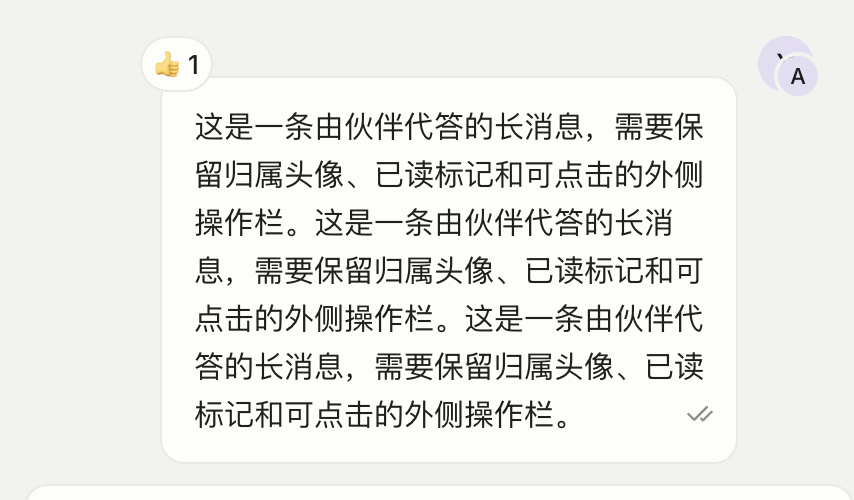 👍 1
A
这是一条由伙伴代答的长消息，需要保
留归属头像、已读标记和可点击的外侧
操作栏。这是一条由伙伴代答的长消
息，需要保留归属头像、已读标记和可
点击的外侧操作栏。这是一条由伙伴代
答的长消息，需要保留归属头像、已读
标记和可点击的外侧操作栏。